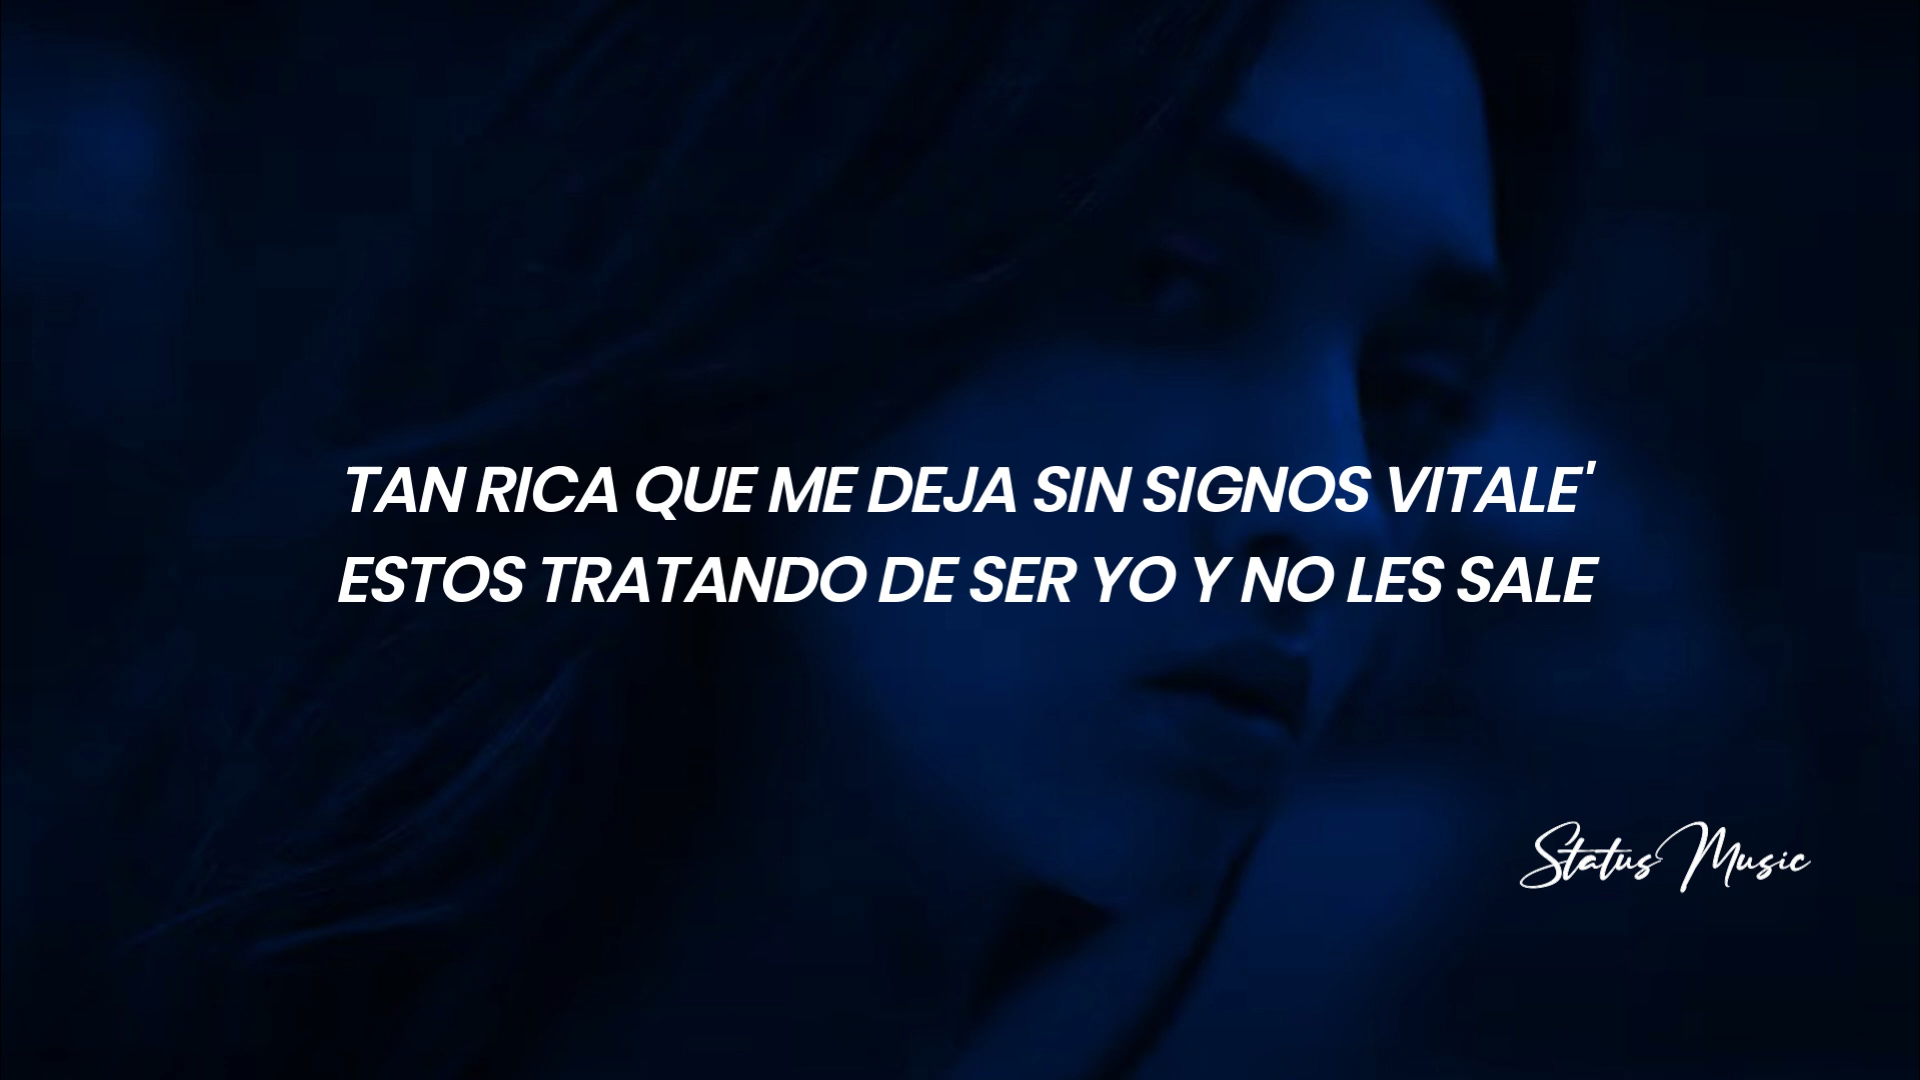 TAN RICA QUE ME DEJA SIN SIGNOS VITALE'
ESTOS TRATANDO DE SER YO Y NO LES SALE
Status Music